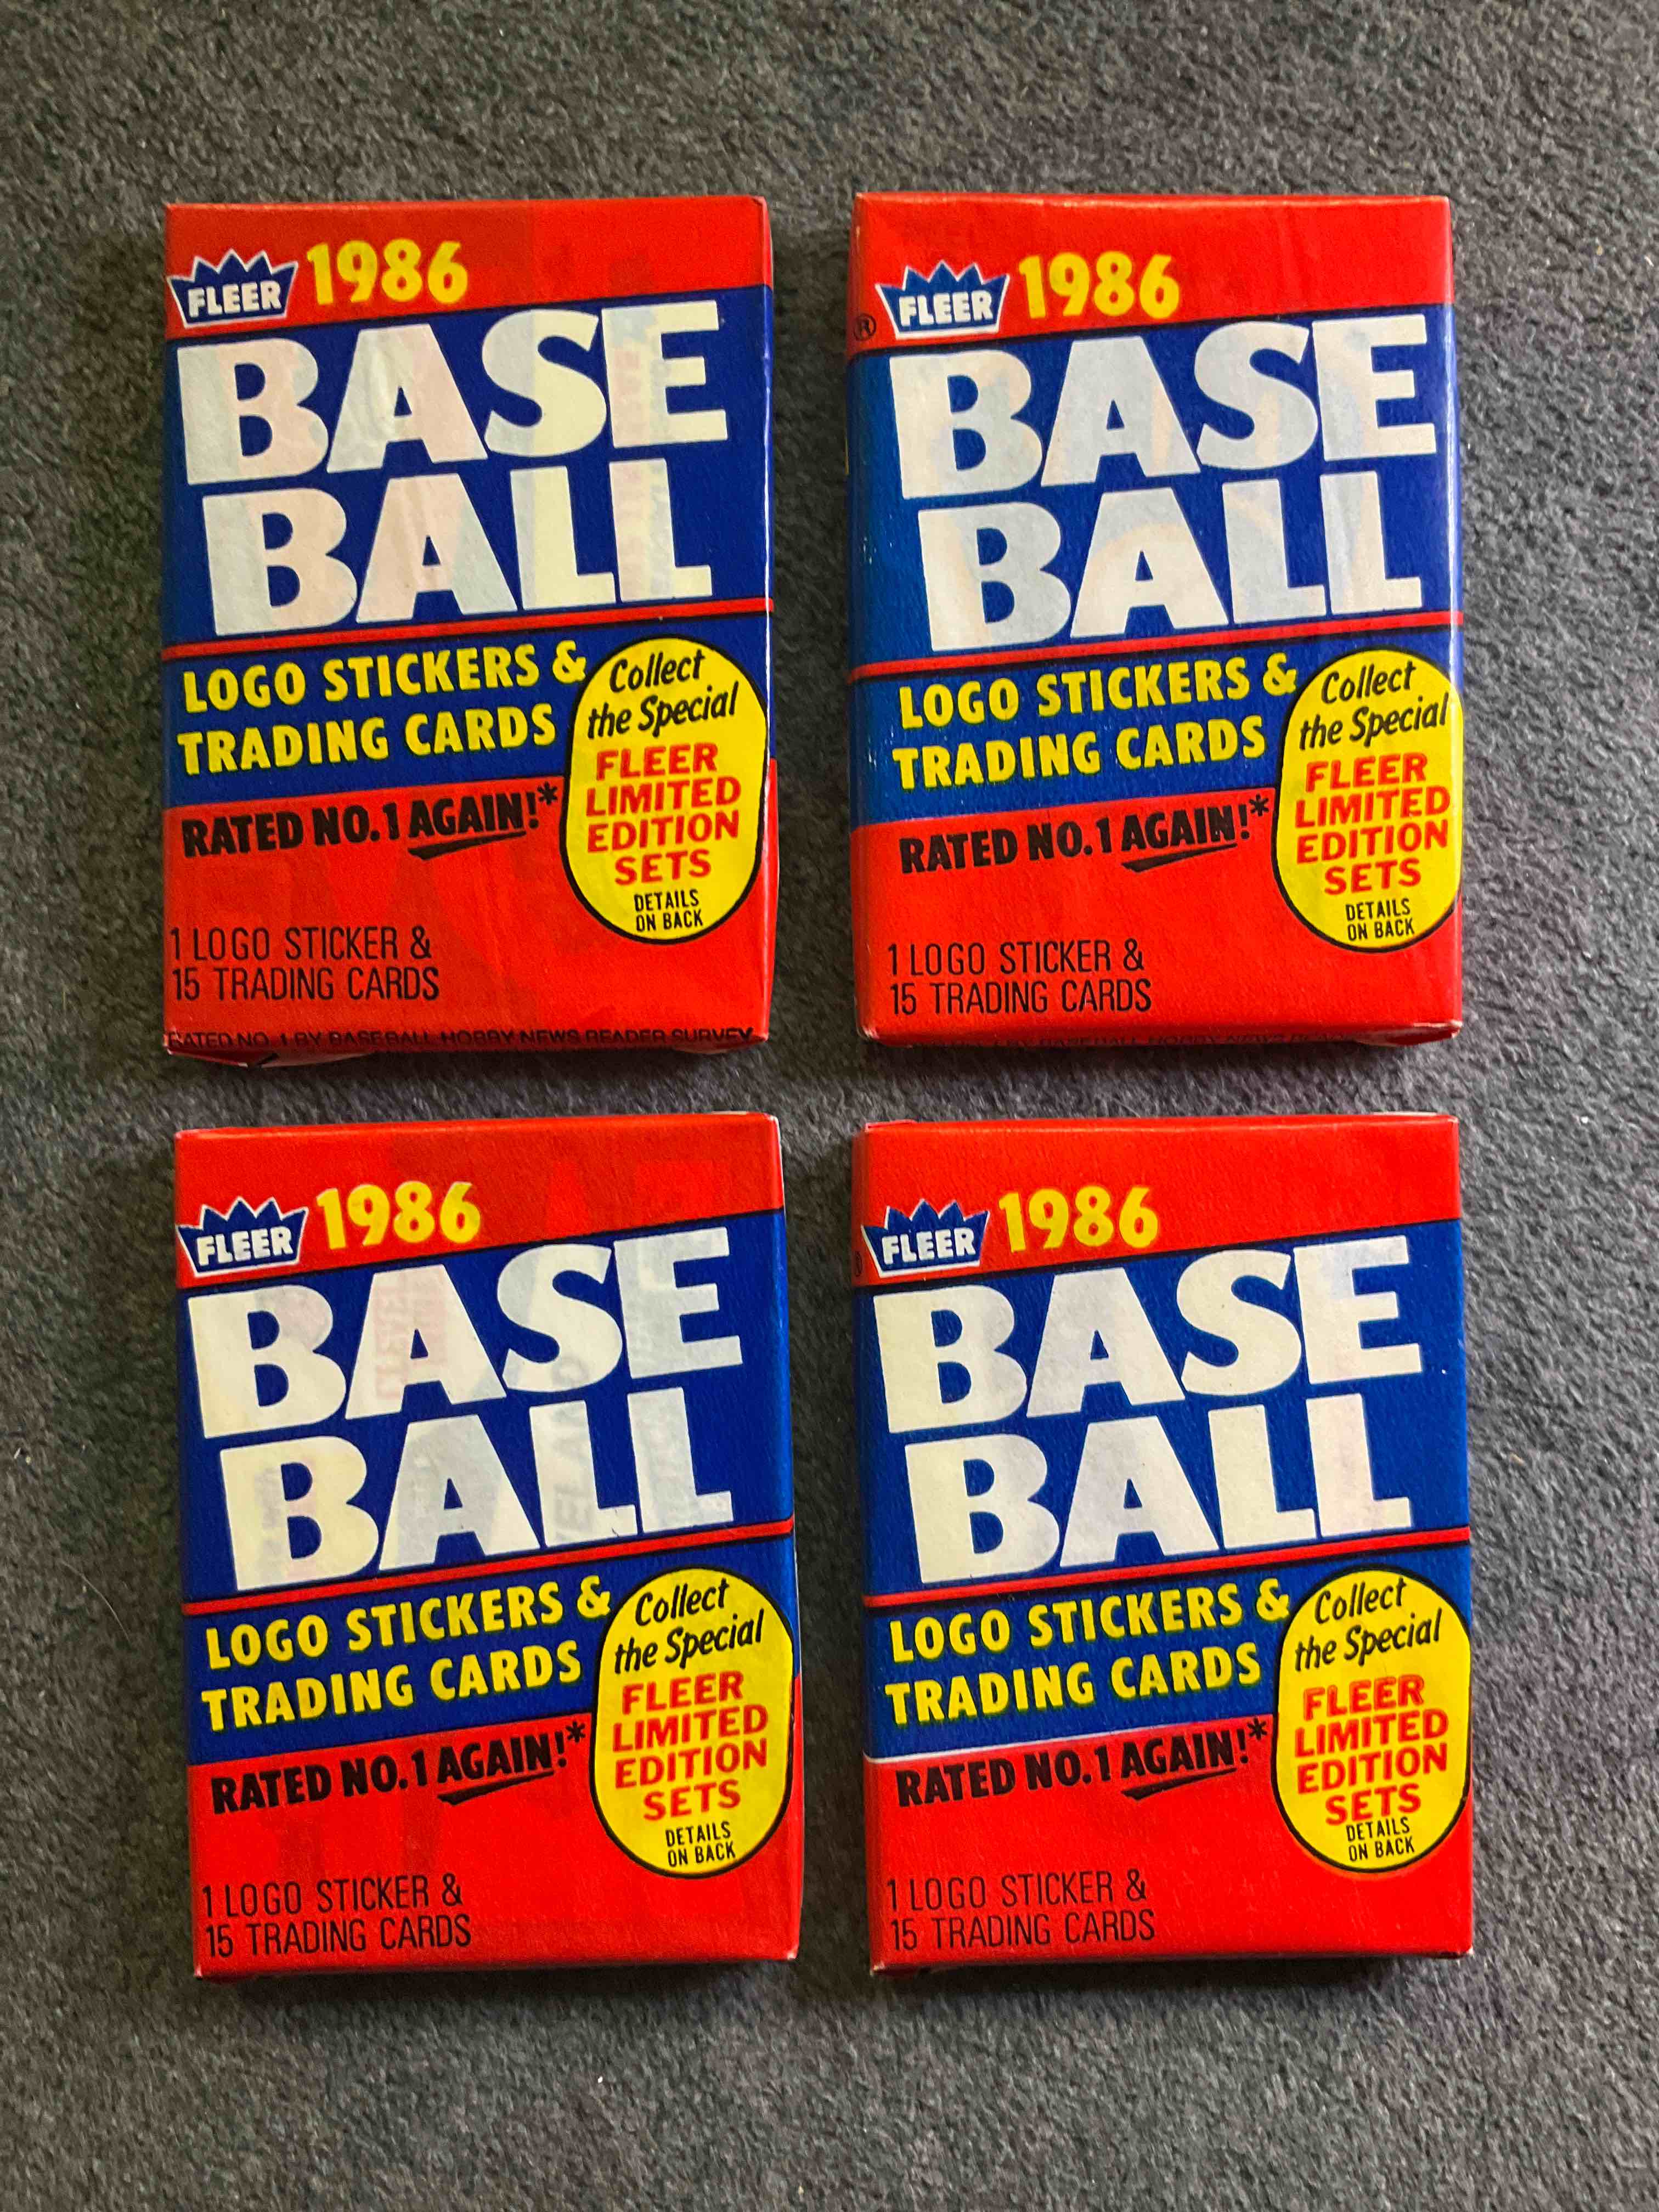 FLEER 1986
BASE
BALL
LOGO STICKERS &
TRADING CARDS
RATED NO. 1 AGAIN!*
Collect
the Special
FLEER
LIMITED
EDITION
SETS
DETAILS
ON BACK
1 LOGO STICKER &
15 TRADING CARDS
RATED NO. 1 BY BASEBALL HOBBY NEWS READER SURVEY
FLEER 1986
®
BASE
BALL
LOGO STICKERS &
TRADING CARDS
RATED NO. 1 AGAIN!*
Collect
the Special
FLEER
LIMITED
EDITION
SETS
DETAILS
ON BACK
1 LOGO STICKER &
15 TRADING CARDS
FLEER 1986
BASE
BALL
LOGO STICKERS &
TRADING CARDS
RATED NO. 1 AGAIN!*
Collect
the Special
FLEER
LIMITED
EDITION
SETS
DETAILS
ON BACK
1 LOGO STICKER &
15 TRADING CARDS
FLEER 1986
®
BASE
BALL
LOGO STICKERS &
TRADING CARDS
RATED NO. 1 AGAIN!*
Collect
the Special
FLEER
LIMITED
EDITION
SETS
DETAILS
ON BACK
1 LOGO STICKER &
15 TRADING CARDS